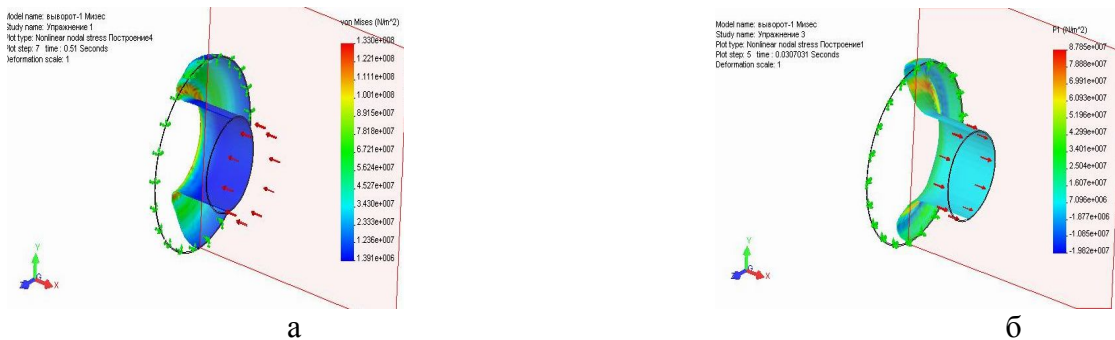 Model name: выворот-1 Мизес
Study name: Упражнение 1
Plot type: Nonlinear nodal stress Построение4
Plot step: 7 time : 0.51 Seconds
Deformation scale: 1
von Mises (N/m^2)
1.330e+008
1.221e+008
1.111e+008
1.001e+008
8.915e+007
7.818e+007
6.721e+007
5.624e+007
4.527e+007
3.430e+007
2.333e+007
1.236e+007
1.391e+006
Y
Z
X
а
Model name: выворот-1 Мизес
Study name: Упражнение 3
Plot type: Nonlinear nodal stress Построение1
Plot step: 5 time : 0.0307031 Seconds
Deformation scale: 1
P1 (N/m^2)
8.785e+007
7.888e+007
6.991e+007
6.093e+007
5.196e+007
4.299e+007
3.401e+007
2.504e+007
1.607e+007
7.096e+006
-1.877e+006
-1.085e+007
-1.982e+007
Y
Z
X
б